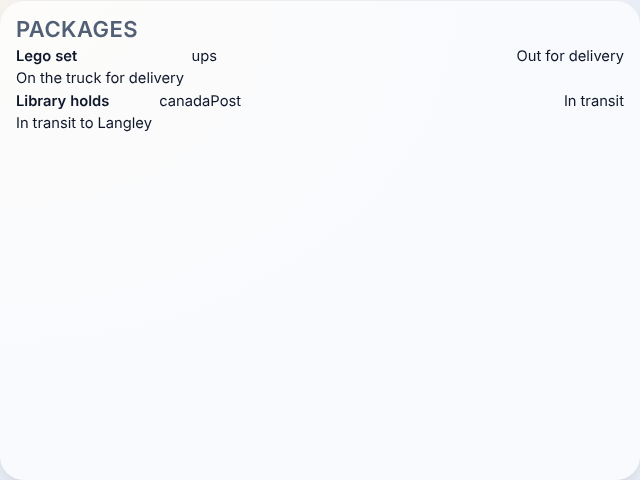 PACKAGES
Lego set ups Out for delivery
On the truck for delivery
Library holds canadaPost In transit
In transit to Langley